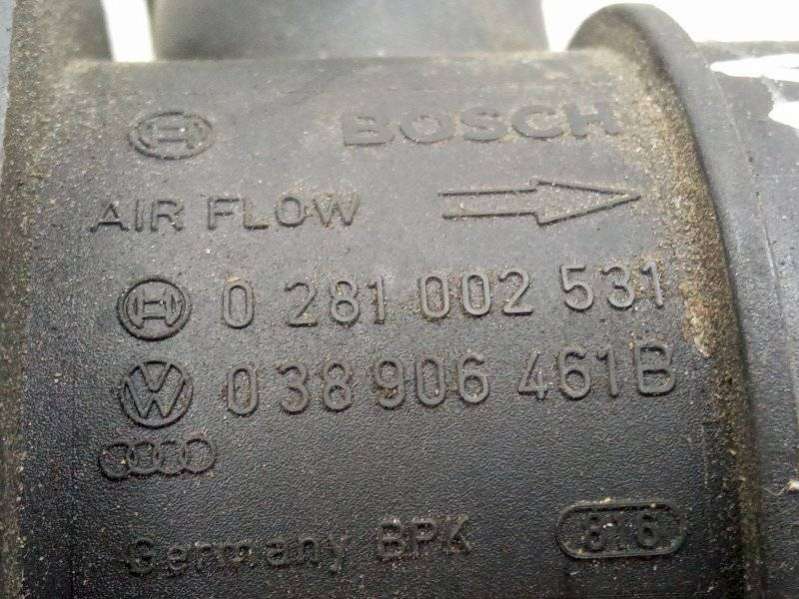 BOSCH
AIR FLOW
0 281 002 531
038 906 461B
Germany BPK 816